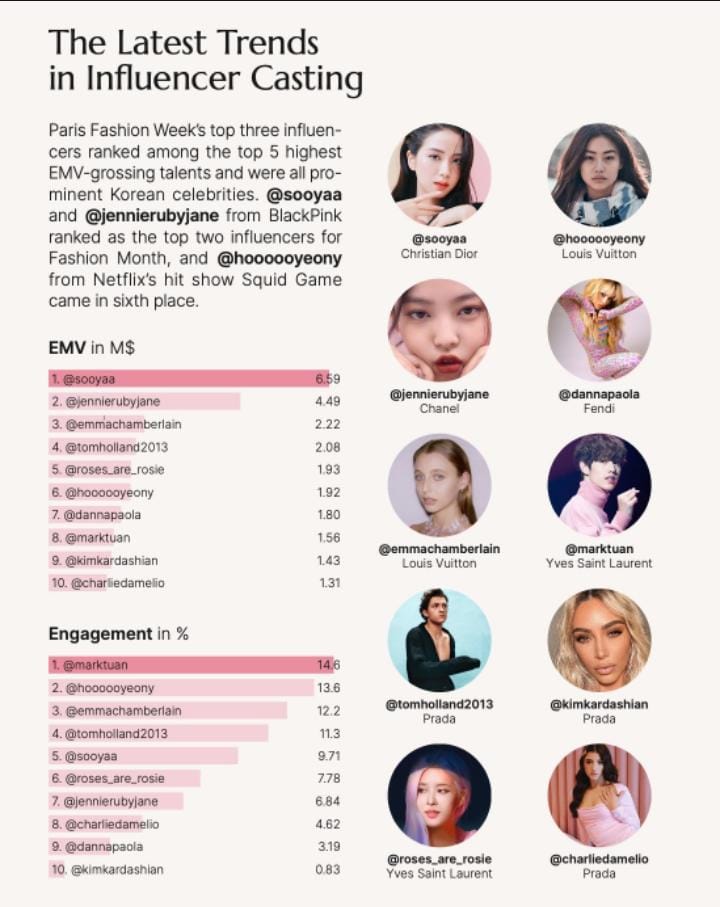 The Latest Trends
in Influencer Casting
Paris Fashion Week's top three influen-
cers ranked among the top 5 highest
EMV-grossing talents and were all pro-
minent Korean celebrities. @sooyaa
and @jennierubyjane from BlackPink
ranked as the top two influencers for
Fashion Month, and @hoooooyeony
from Netflix's hit show Squid Game
came in sixth place.
EMV in M$
1. @sooyaa 6.59
2. @jennierubyjane 4.49
3. @emmachamberlain 2.22
4. @tomholland2013 2.08
5. @roses_are_rosie 1.93
6. @hoooooyeony 1.92
7. @dannapaola 1.80
8. @marktuan 1.56
9. @kimkardashian 1.43
10. @charliedamelio 1.31
Engagement in %
1. @marktuan 14.6
2. @hoooooyeony 13.6
3. @emmachamberlain 12.2
4. @tomholland2013 11.3
5. @sooyaa 9.71
6. @roses_are_rosie 7.78
7. @jennierubyjane 6.84
8. @charliedamelio 4.62
9. @dannapaola 3.19
10. @kimkardashian 0.83
@sooyaa
Christian Dior
@hoooooyeony
Louis Vuitton
@jennierubyjane
Chanel
@dannapaola
Fendi
@emmachamberlain
Louis Vuitton
@marktuan
Yves Saint Laurent
@tomholland2013
Prada
@kimkardashian
Prada
@roses_are_rosie
Yves Saint Laurent
@charliedamelio
Prada